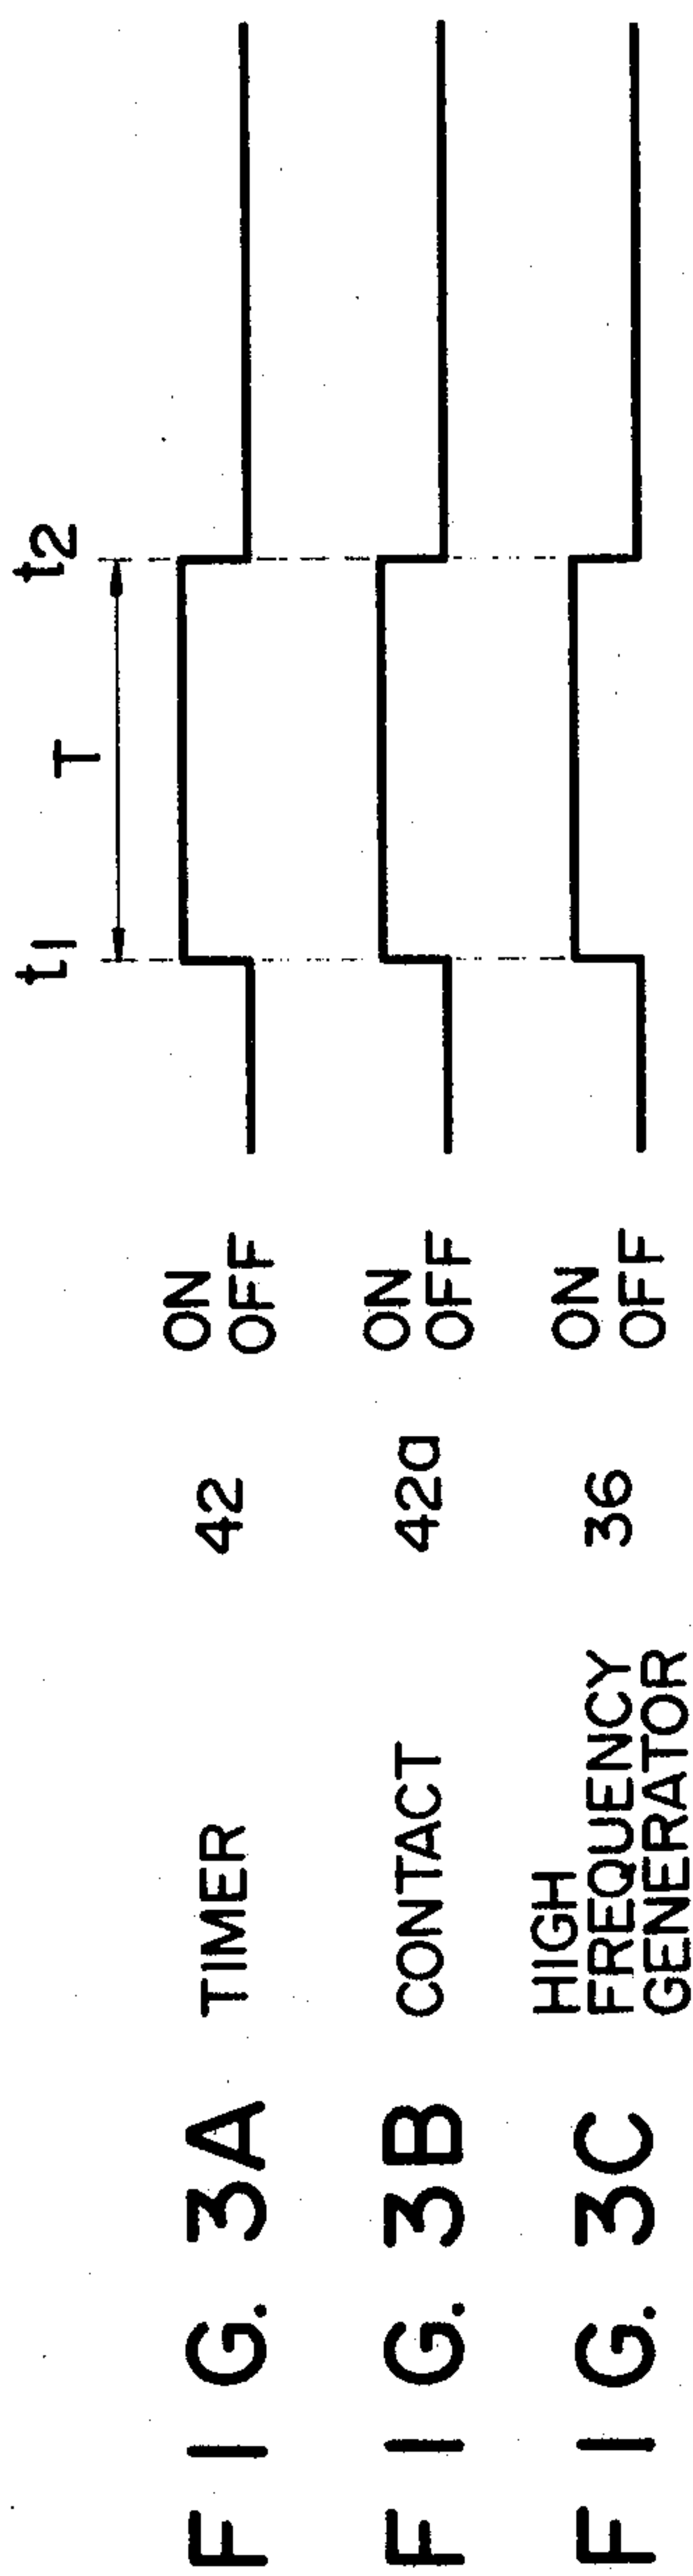 t1 T t2
FIG. 3A TIMER 42 ON
OFF
FIG. 3B CONTACT 42a ON
OFF
FIG. 3C HIGH
FREQUENCY
GENERATOR 36 ON
OFF